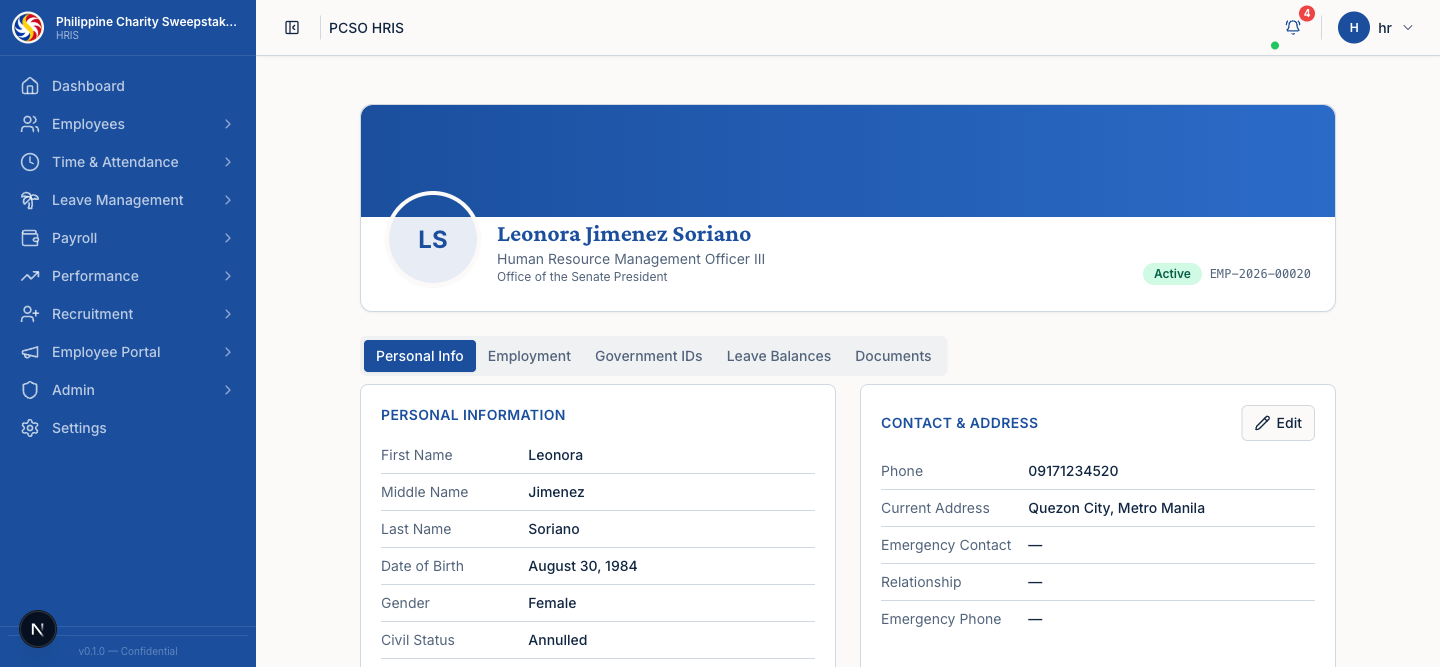 Philippine Charity Sweepstak...
HRIS
Dashboard
Employees
Time & Attendance
Leave Management
Payroll
Performance
Recruitment
Employee Portal
Admin
Settings
N
v0.1.0 — Confidential
PCSO HRIS
4
H
hr
LS
Leonora Jimenez Soriano
Human Resource Management Officer III
Office of the Senate President
Active EMP-2026-00020
Personal Info Employment Government IDs Leave Balances Documents
PERSONAL INFORMATION
First Name Leonora
Middle Name Jimenez
Last Name Soriano
Date of Birth August 30, 1984
Gender Female
Civil Status Annulled
CONTACT & ADDRESS
Edit
Phone 09171234520
Current Address Quezon City, Metro Manila
Emergency Contact —
Relationship —
Emergency Phone —